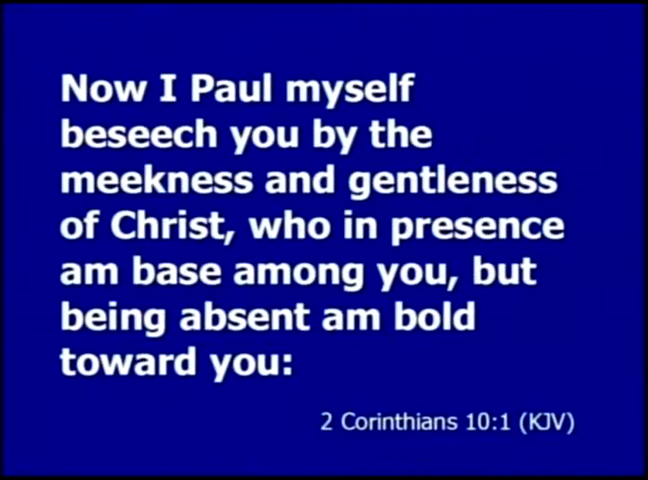 Now I Paul myself
beseech you by the
meekness and gentleness
of Christ, who in presence
am base among you, but
being absent am bold
toward you:
2 Corinthians 10:1 (KJV)